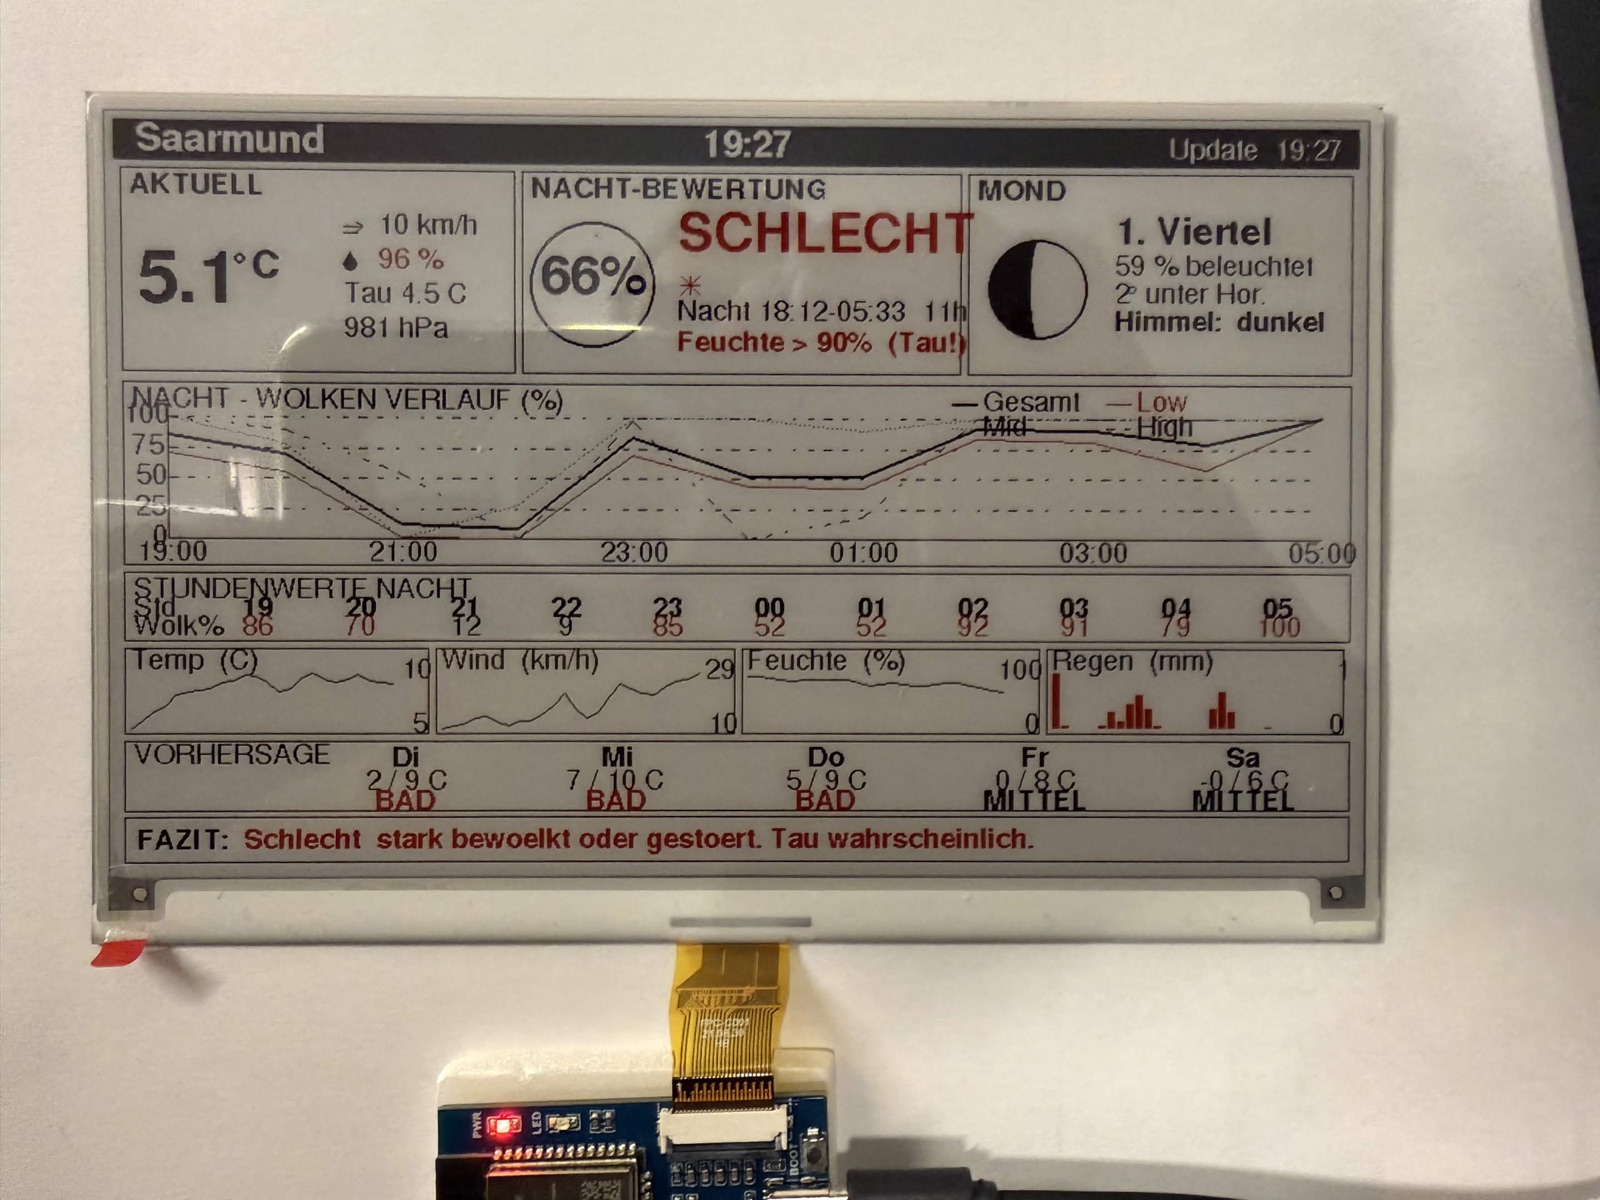 Saarmund 19:27 Update 19:27
AKTUELL
5.1°C
⇒ 10 km/h
96 %
Tau 4.5 C
981 hPa
NACHT-BEWERTUNG
66%
SCHLECHT
Nacht 18:12-05:33 11h
Feuchte > 90% (Tau!)
MOND
1. Viertel
59 % beleuchtet
2° unter Hor.
Himmel: dunkel
NACHT - WOLKEN VERLAUF (%)
Gesamt Low
Mid High
100
75
50
25
0
19:00 21:00 23:00 01:00 03:00 05:00
STUNDENWERTE NACHT
Std 19 20 21 22 23 00 01 02 03 04 05
Wolk% 86 70 12 9 85 52 52 92 91 79 100
Temp (C) 10
5
Wind (km/h) 29
10
Feuchte (%) 100
0
Regen (mm) 1
0
VORHERSAGE Di Mi Do Fr Sa
2 / 9 C 7 / 10 C 5 / 9 C 0 / 8 C -0 / 6 C
BAD BAD BAD MITTEL MITTEL
FAZIT: Schlecht stark bewoelkt oder gestoert. Tau wahrscheinlich.
PWR LED
BOOT